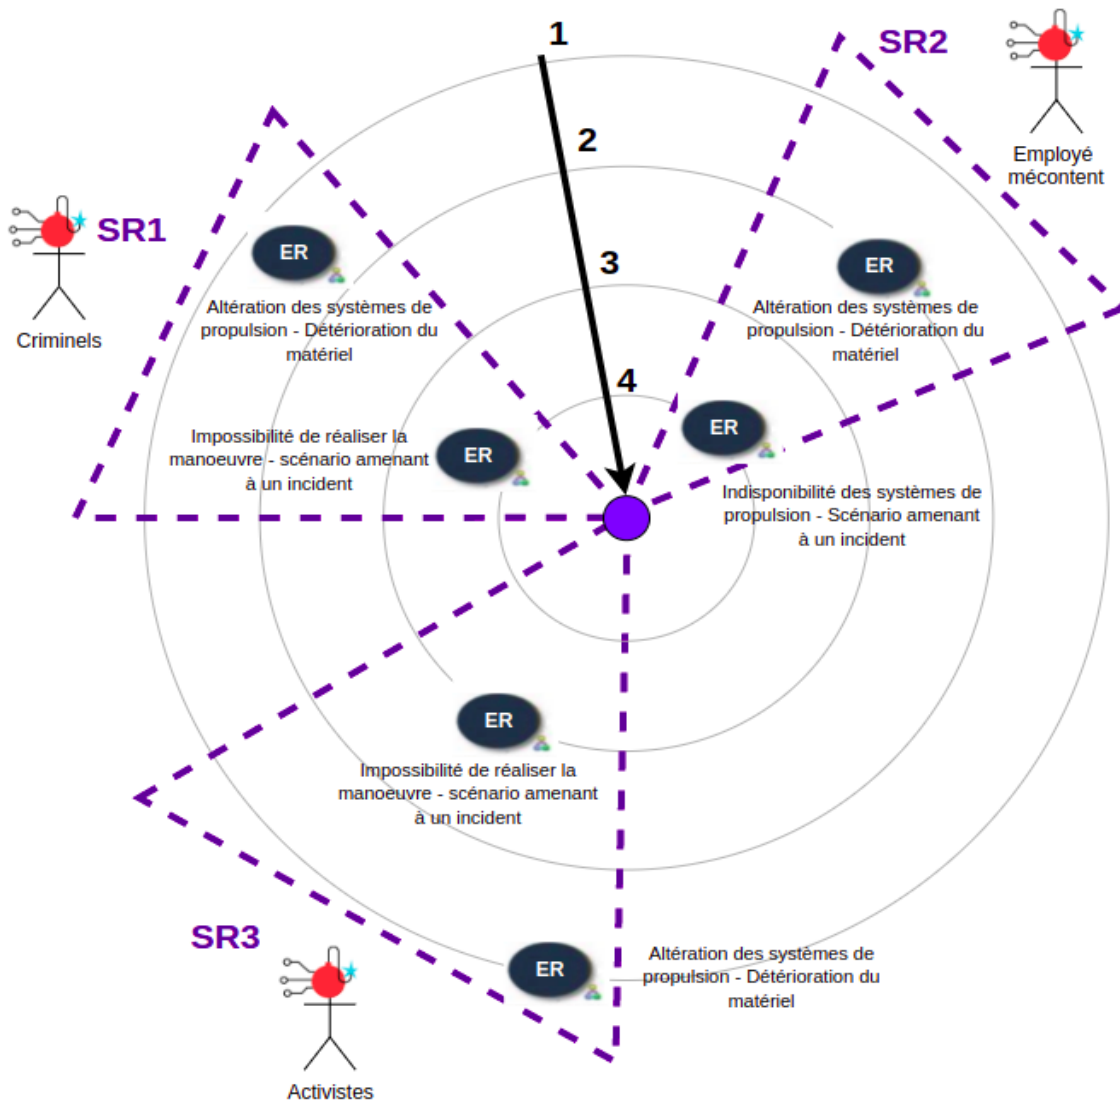 1
SR2
Employé
mécontent
2
SR1
Criminels
ER
Altération des systèmes de
propulsion - Détérioration du
matériel
3
ER
Altération des systèmes de
propulsion - Détérioration du
matériel
4
Impossibilité de réaliser la
manoeuvre - scénario amenant
à un incident
ER
ER
Indisponibilité des systèmes de
propulsion - Scénario amenant
à un incident
ER
Impossibilité de réaliser la
manoeuvre - scénario amenant
à un incident
SR3
Activistes
ER
Altération des systèmes de
propulsion - Détérioration du
matériel